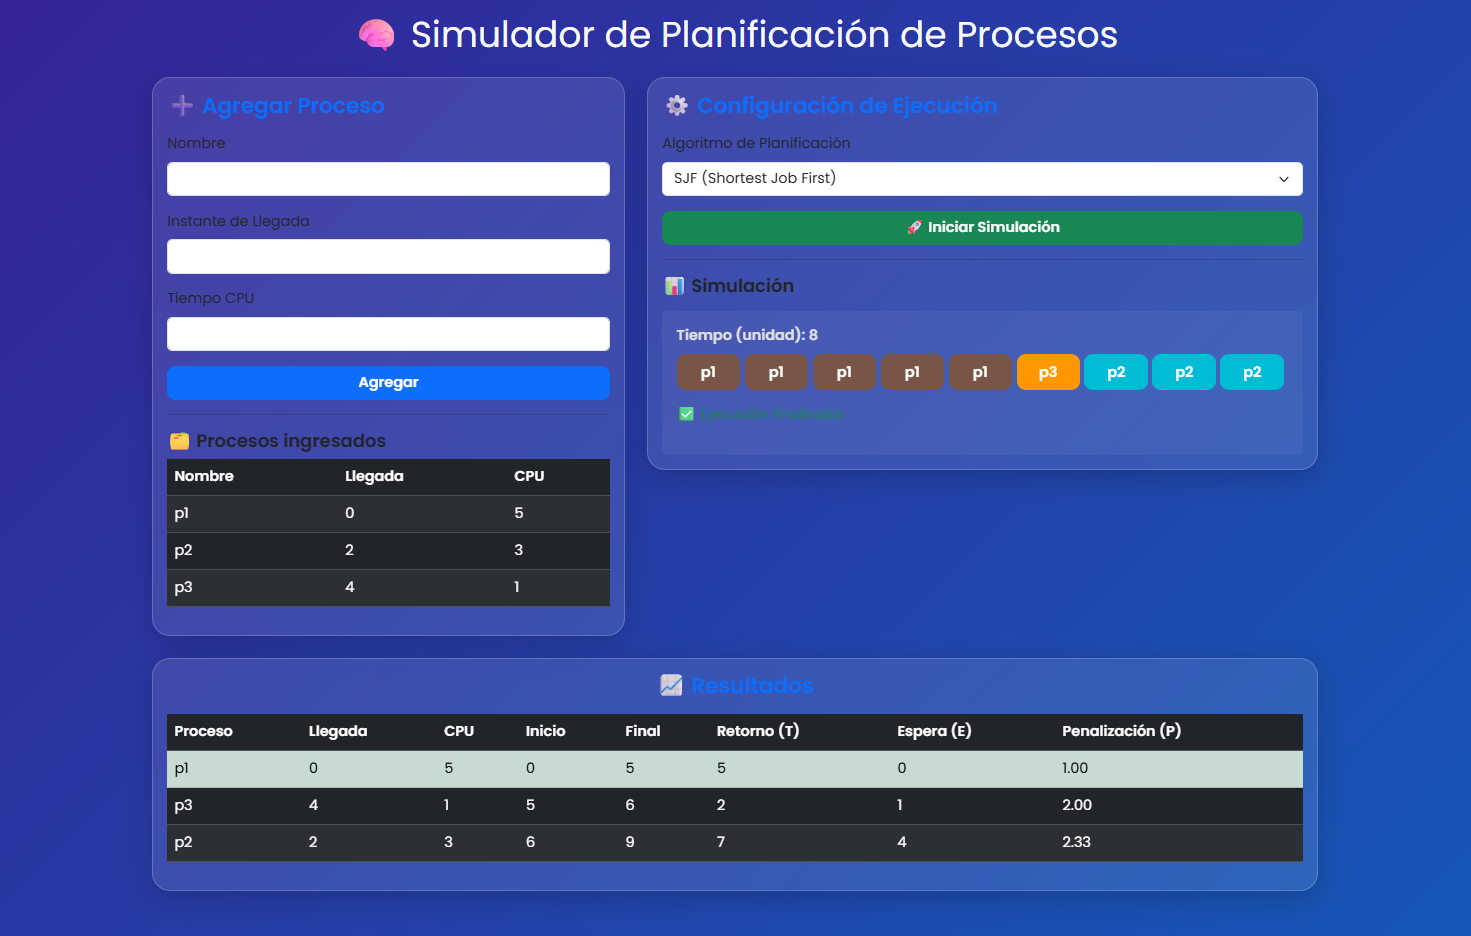 Simulador de Planificación de Procesos
Agregar Proceso
Nombre
Instante de Llegada
Tiempo CPU
Agregar
Procesos ingresados
Nombre Llegada CPU
p1 0 5
p2 2 3
p3 4 1
Configuración de Ejecución
Algoritmo de Planificación
SJF (Shortest Job First)
Iniciar Simulación
Simulación
Tiempo (unidad): 8
p1 p1 p1 p1 p1 p3 p2 p2 p2
Ejecución finalizada
Resultados
Proceso Llegada CPU Inicio Final Retorno (T) Espera (E) Penalización (P)
p1 0 5 0 5 5 0 1.00
p3 4 1 5 6 2 1 2.00
p2 2 3 6 9 7 4 2.33